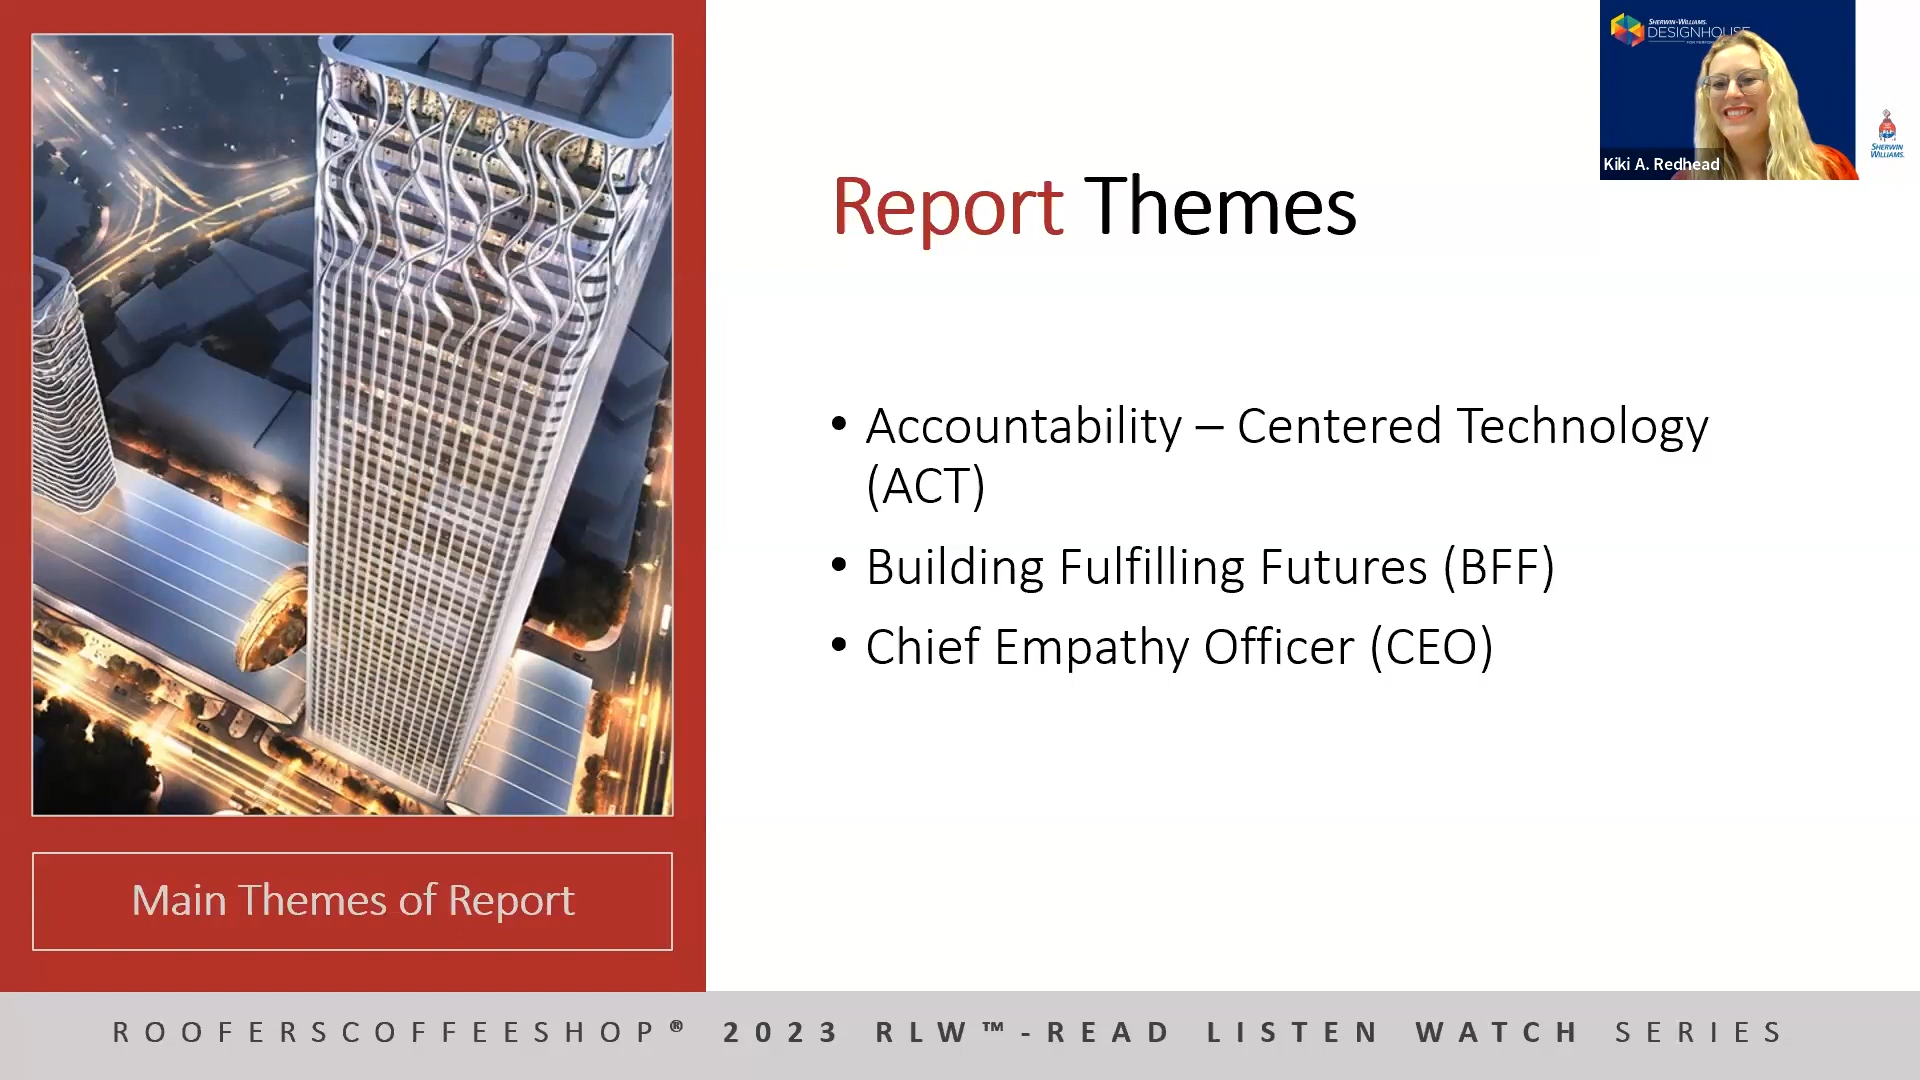 SHERWIN-WILLIAMS.
DESIGNHOUSE
Kiki A. Redhead
SHERWIN
WILLIAMS.
Report Themes
• Accountability – Centered Technology
(ACT)
• Building Fulfilling Futures (BFF)
• Chief Empathy Officer (CEO)
Main Themes of Report
ROOFERSCOFFEESHOP® 2023 RLW™-READ LISTEN WATCH SERIES